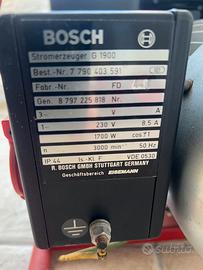 BOSCH
Stromerzeuger G 1900
Best.-Nr. 7 790 403 591
Fabr.-Nr. FD
Gen. 8 797 225 818 Nr.
3~ V A
1~ 230 V 8,5 A
1700 W cos φ 1
n 3000 min⁻¹ 50 Hz
IP 44 Is.-Kl. F VDE 0530
R. BOSCH GMBH STUTTGART GERMANY
Geschäftsbereich EISEMANN
subito